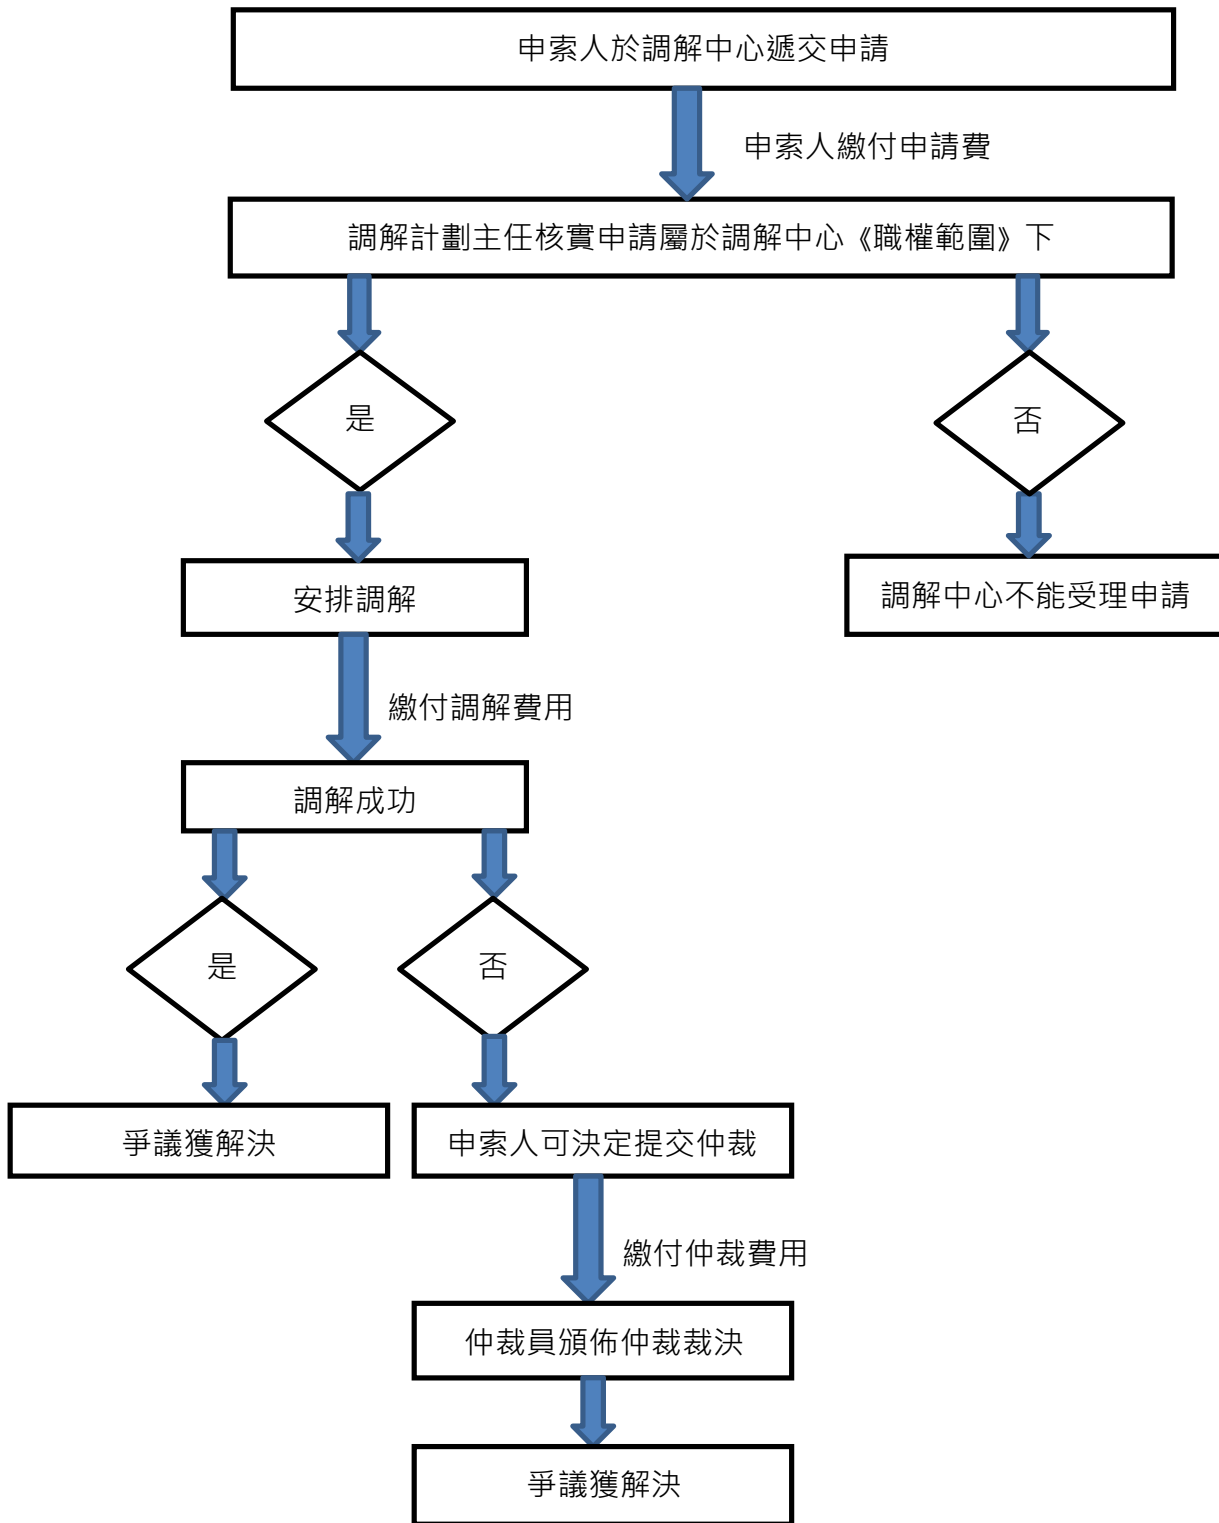 申索人於調解中心遞交申請
申索人繳付申請費
調解計劃主任核實申請屬於調解中心《職權範圍》下
是
否
安排調解
調解中心不能受理申請
繳付調解費用
調解成功
是
否
爭議獲解決
申索人可決定提交仲裁
繳付仲裁費用
仲裁員頒佈仲裁裁決
爭議獲解決